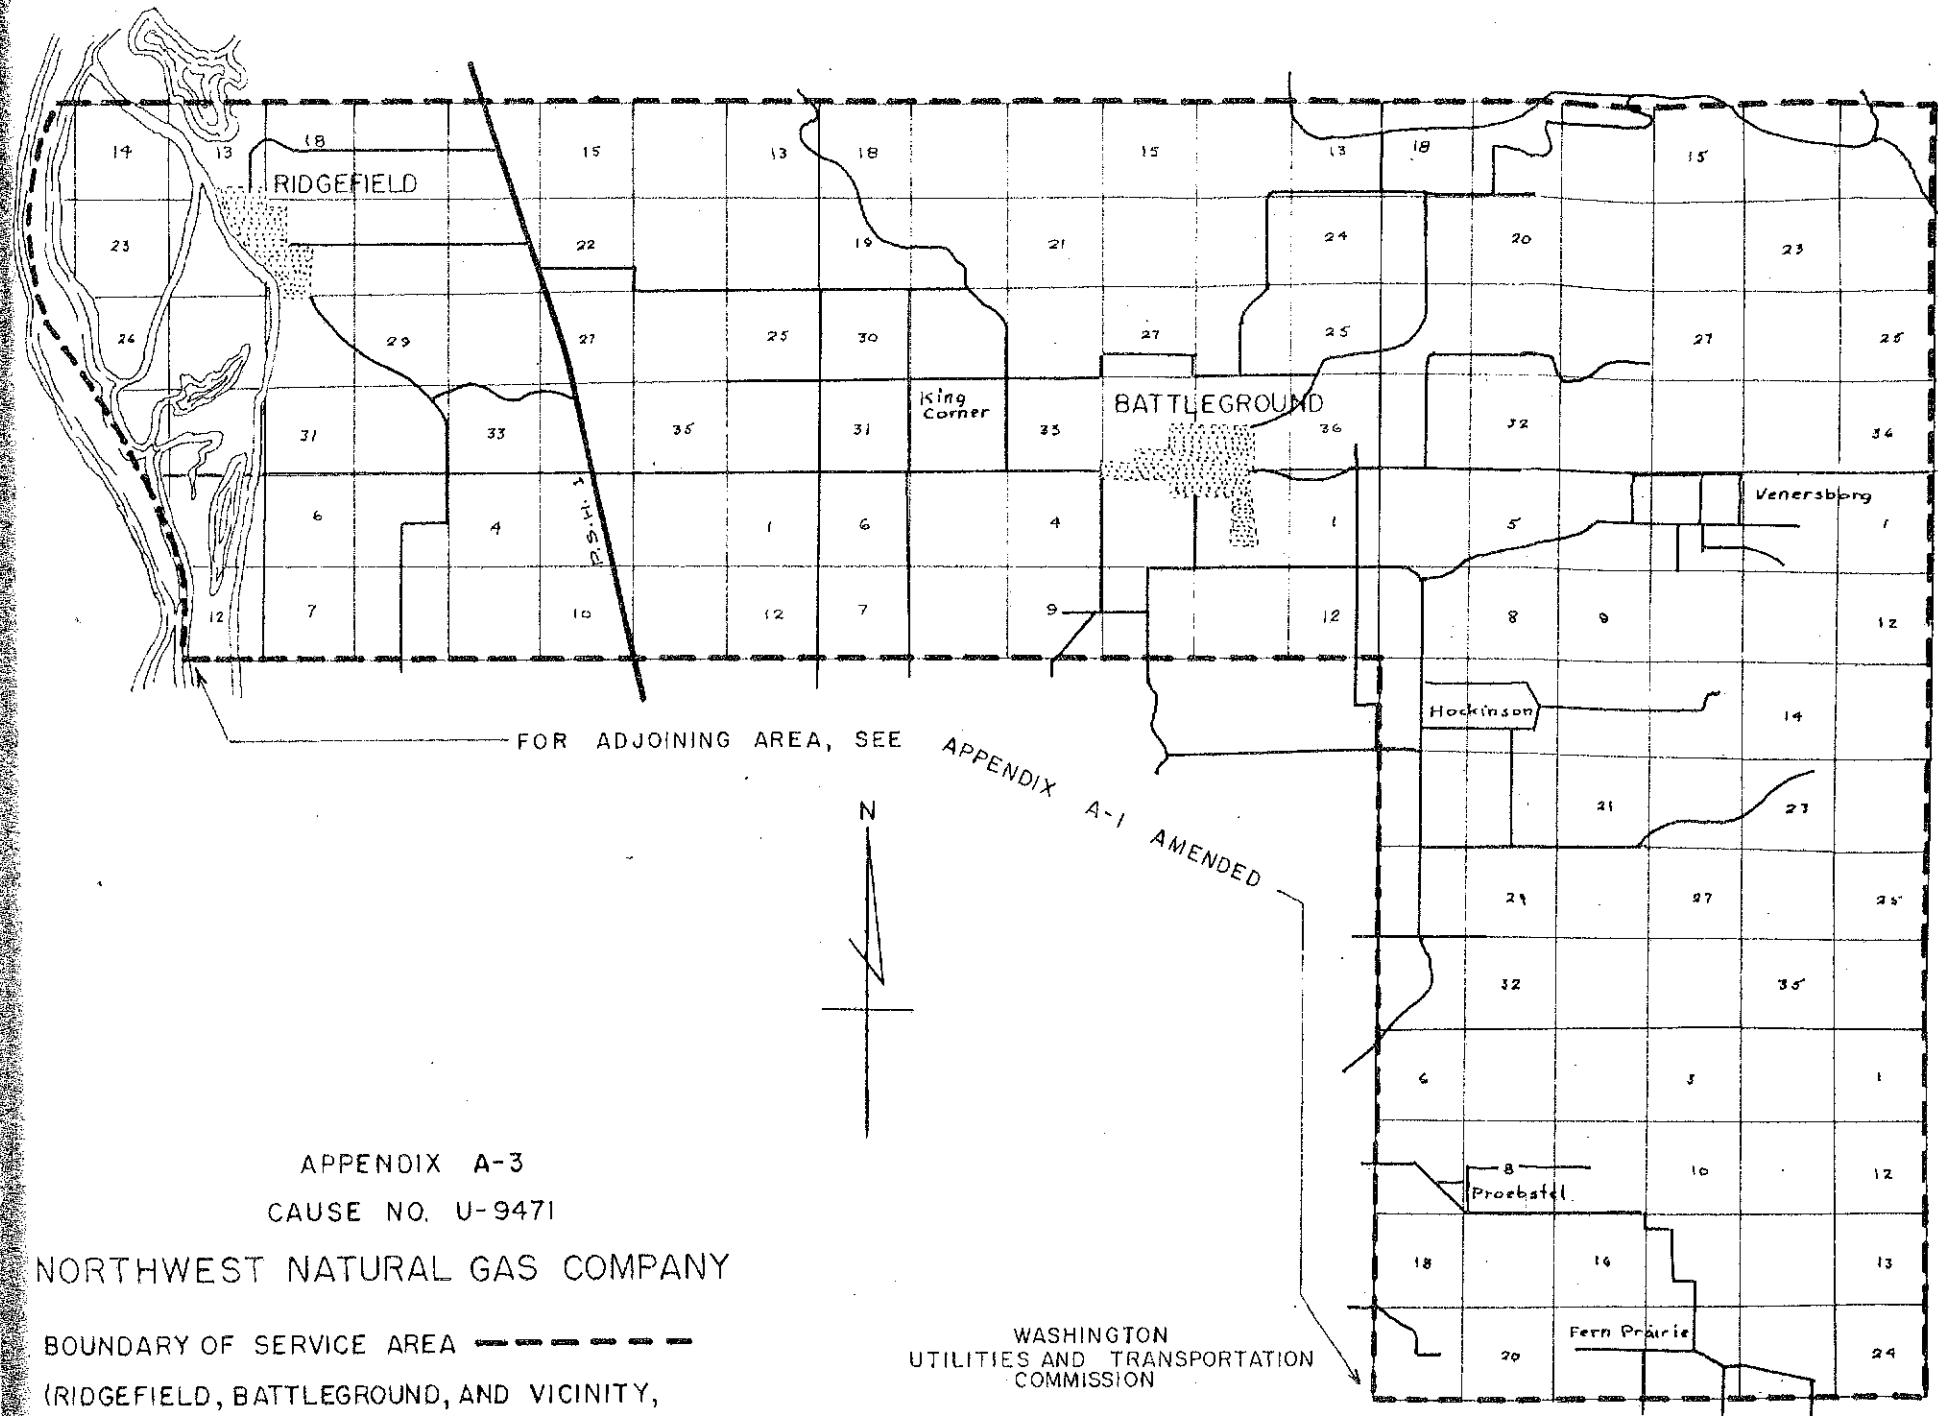 14 13 18 15 13 18 15 13 18 15
RIDGEFIELD
23 22 19 21 24 20 23
26 29 27 25 30 27 25 27 25
King
Corner
BATTLEGROUND
31 33 35 31 33 36 32 36
Venersborg
6 4 P.S.H. 1 1 6 4 1 5 1
12 7 10 12 7 9 12 8 9 12
Hockinson
14
FOR ADJOINING AREA, SEE APPENDIX A-1 AMENDED
21 23
N
29 27 25
32 35
6 3 1
8 10 12
Proebstel
18 16 13
Fern Prairie
20 24
APPENDIX A-3
CAUSE NO. U-9471
NORTHWEST NATURAL GAS COMPANY
BOUNDARY OF SERVICE AREA
(RIDGEFIELD, BATTLEGROUND, AND VICINITY,
WASHINGTON
UTILITIES AND TRANSPORTATION
COMMISSION